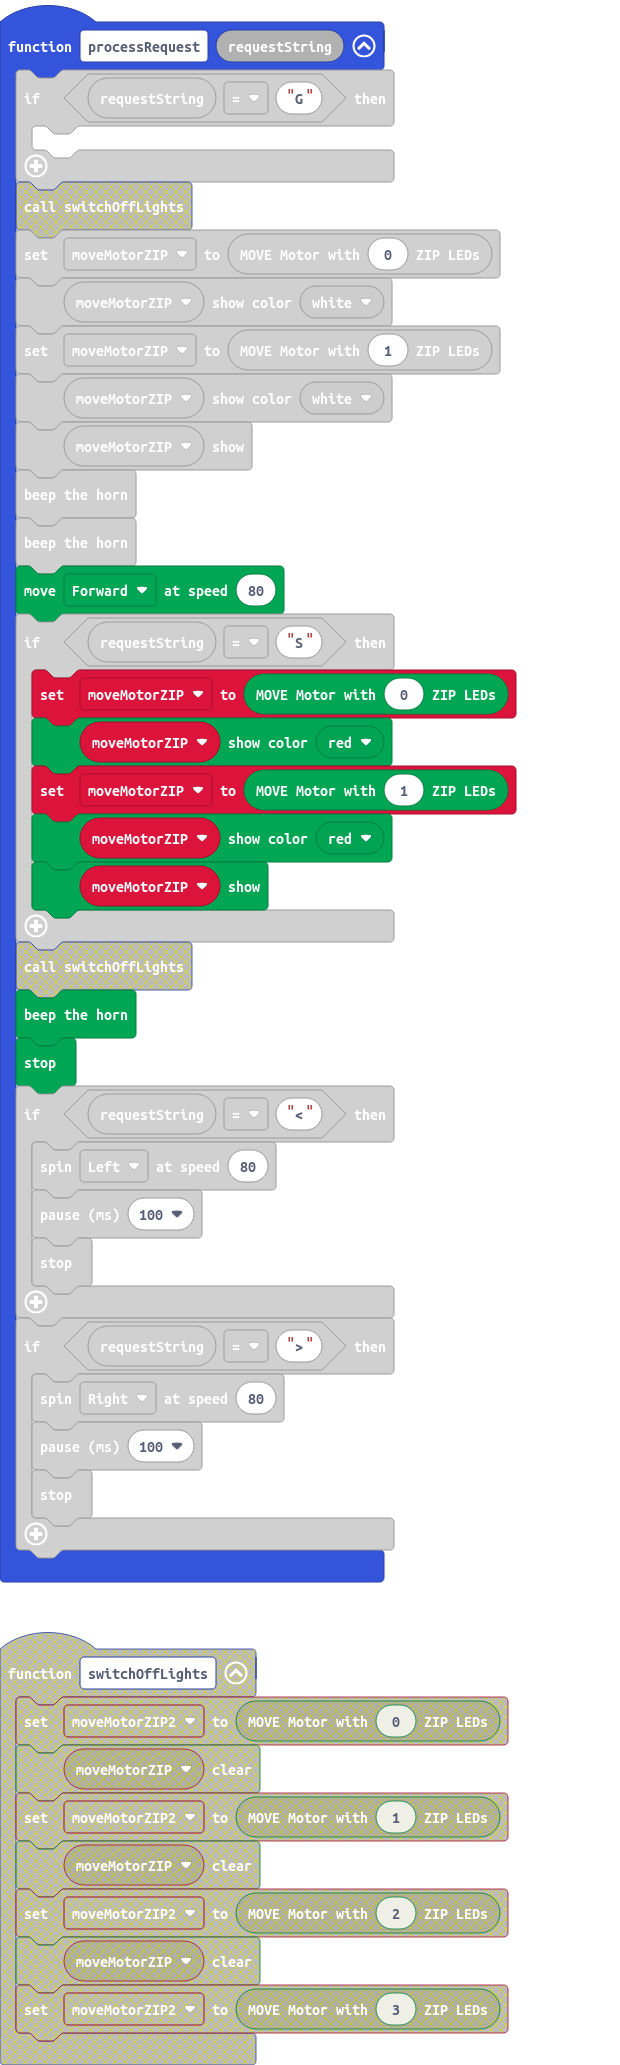 function processRequest requestString
if requestString = "G" then
call switchOffLights
set moveMotorZIP to MOVE Motor with 0 ZIP LEDs
moveMotorZIP show color white
set moveMotorZIP to MOVE Motor with 1 ZIP LEDs
moveMotorZIP show color white
moveMotorZIP show
beep the horn
beep the horn
move Forward at speed 80
if requestString = "S" then
set moveMotorZIP to MOVE Motor with 0 ZIP LEDs
moveMotorZIP show color red
set moveMotorZIP to MOVE Motor with 1 ZIP LEDs
moveMotorZIP show color red
moveMotorZIP show
call switchOffLights
beep the horn
stop
if requestString = "<" then
spin Left at speed 80
pause (ms) 100
stop
if requestString = ">" then
spin Right at speed 80
pause (ms) 100
stop
function switchOffLights
set moveMotorZIP2 to MOVE Motor with 0 ZIP LEDs
moveMotorZIP clear
set moveMotorZIP2 to MOVE Motor with 1 ZIP LEDs
moveMotorZIP clear
set moveMotorZIP2 to MOVE Motor with 2 ZIP LEDs
moveMotorZIP clear
set moveMotorZIP2 to MOVE Motor with 3 ZIP LEDs